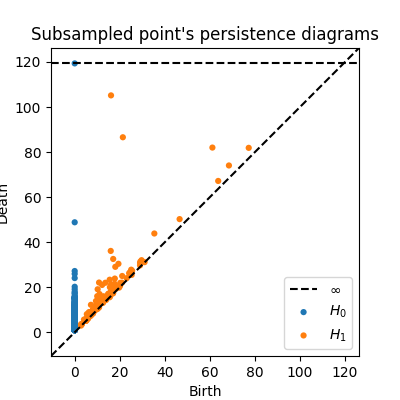 Subsampled point's persistence diagrams
120
100
80
60
40
20
0
Death
∞
H₀
H₁
0 20 40 60 80 100 120
Birth